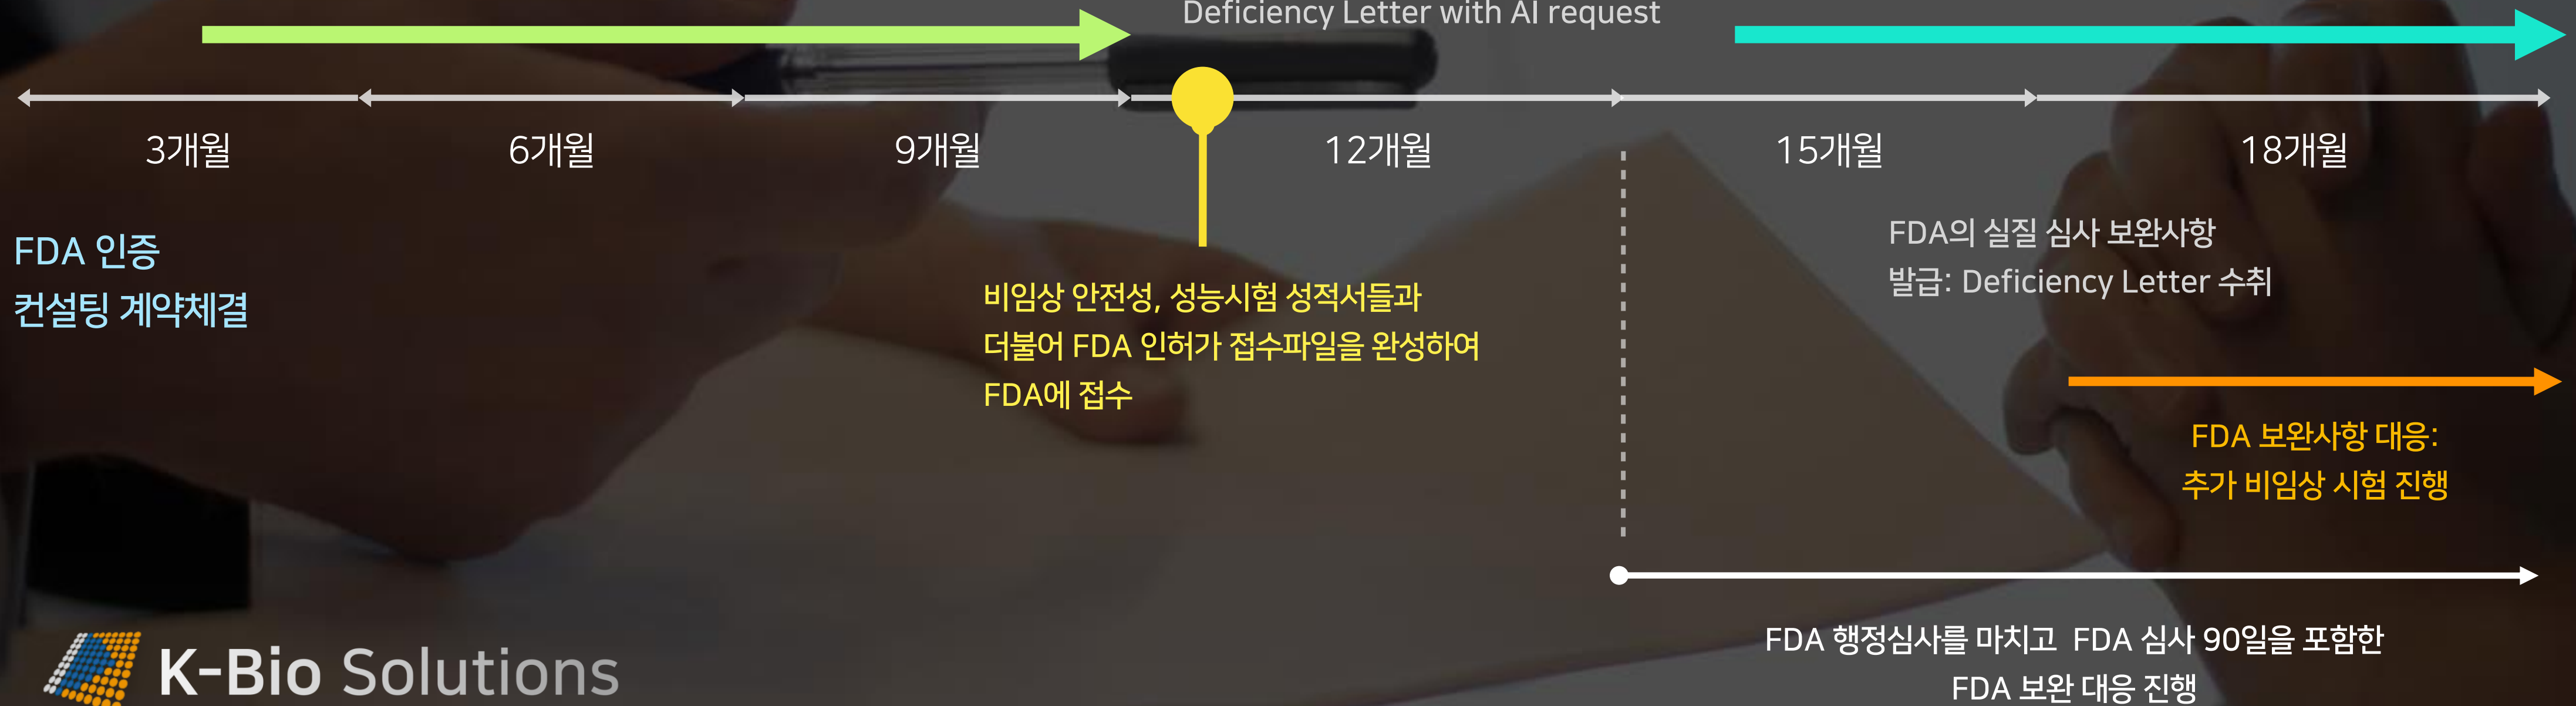 Deficiency Letter with AI request
3개월
6개월
9개월
12개월
15개월
18개월
FDA 인증
컨설팅 계약체결
비임상 안전성, 성능시험 성적서들과
더불어 FDA 인허가 접수파일을 완성하여
FDA에 접수
FDA의 실질 심사 보완사항
발급: Deficiency Letter 수취
FDA 보완사항 대응:
추가 비임상 시험 진행
FDA 행정심사를 마치고 FDA 심사 90일을 포함한
FDA 보완 대응 진행
K-Bio Solutions